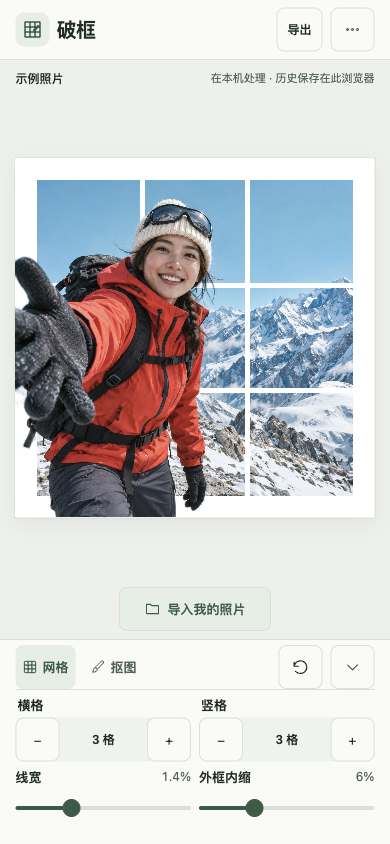 破框
导出
示例照片
在本机处理 · 历史保存在此浏览器
导入我的照片
网格
抠图
横格
竖格
− 3 格 +
− 3 格 +
线宽 1.4%
外框内缩 6%